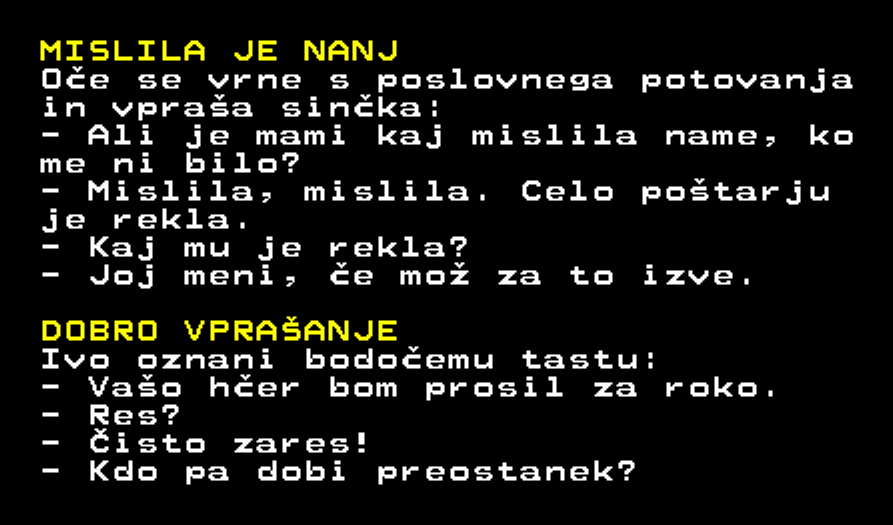 MISLILA JE NANJ
Oče se vrne s poslovnega potovanja
in vpraša sinčka:
- Ali je mami kaj mislila name, ko
me ni bilo?
- Mislila, mislila. Celo poštarju
je rekla.
- Kaj mu je rekla?
- Joj meni, če mož za to izve.
DOBRO VPRAŠANJE
Ivo oznani bodočemu tastu:
- Vašo hčer bom prosil za roko.
- Res?
- Čisto zares!
- Kdo pa dobi preostanek?